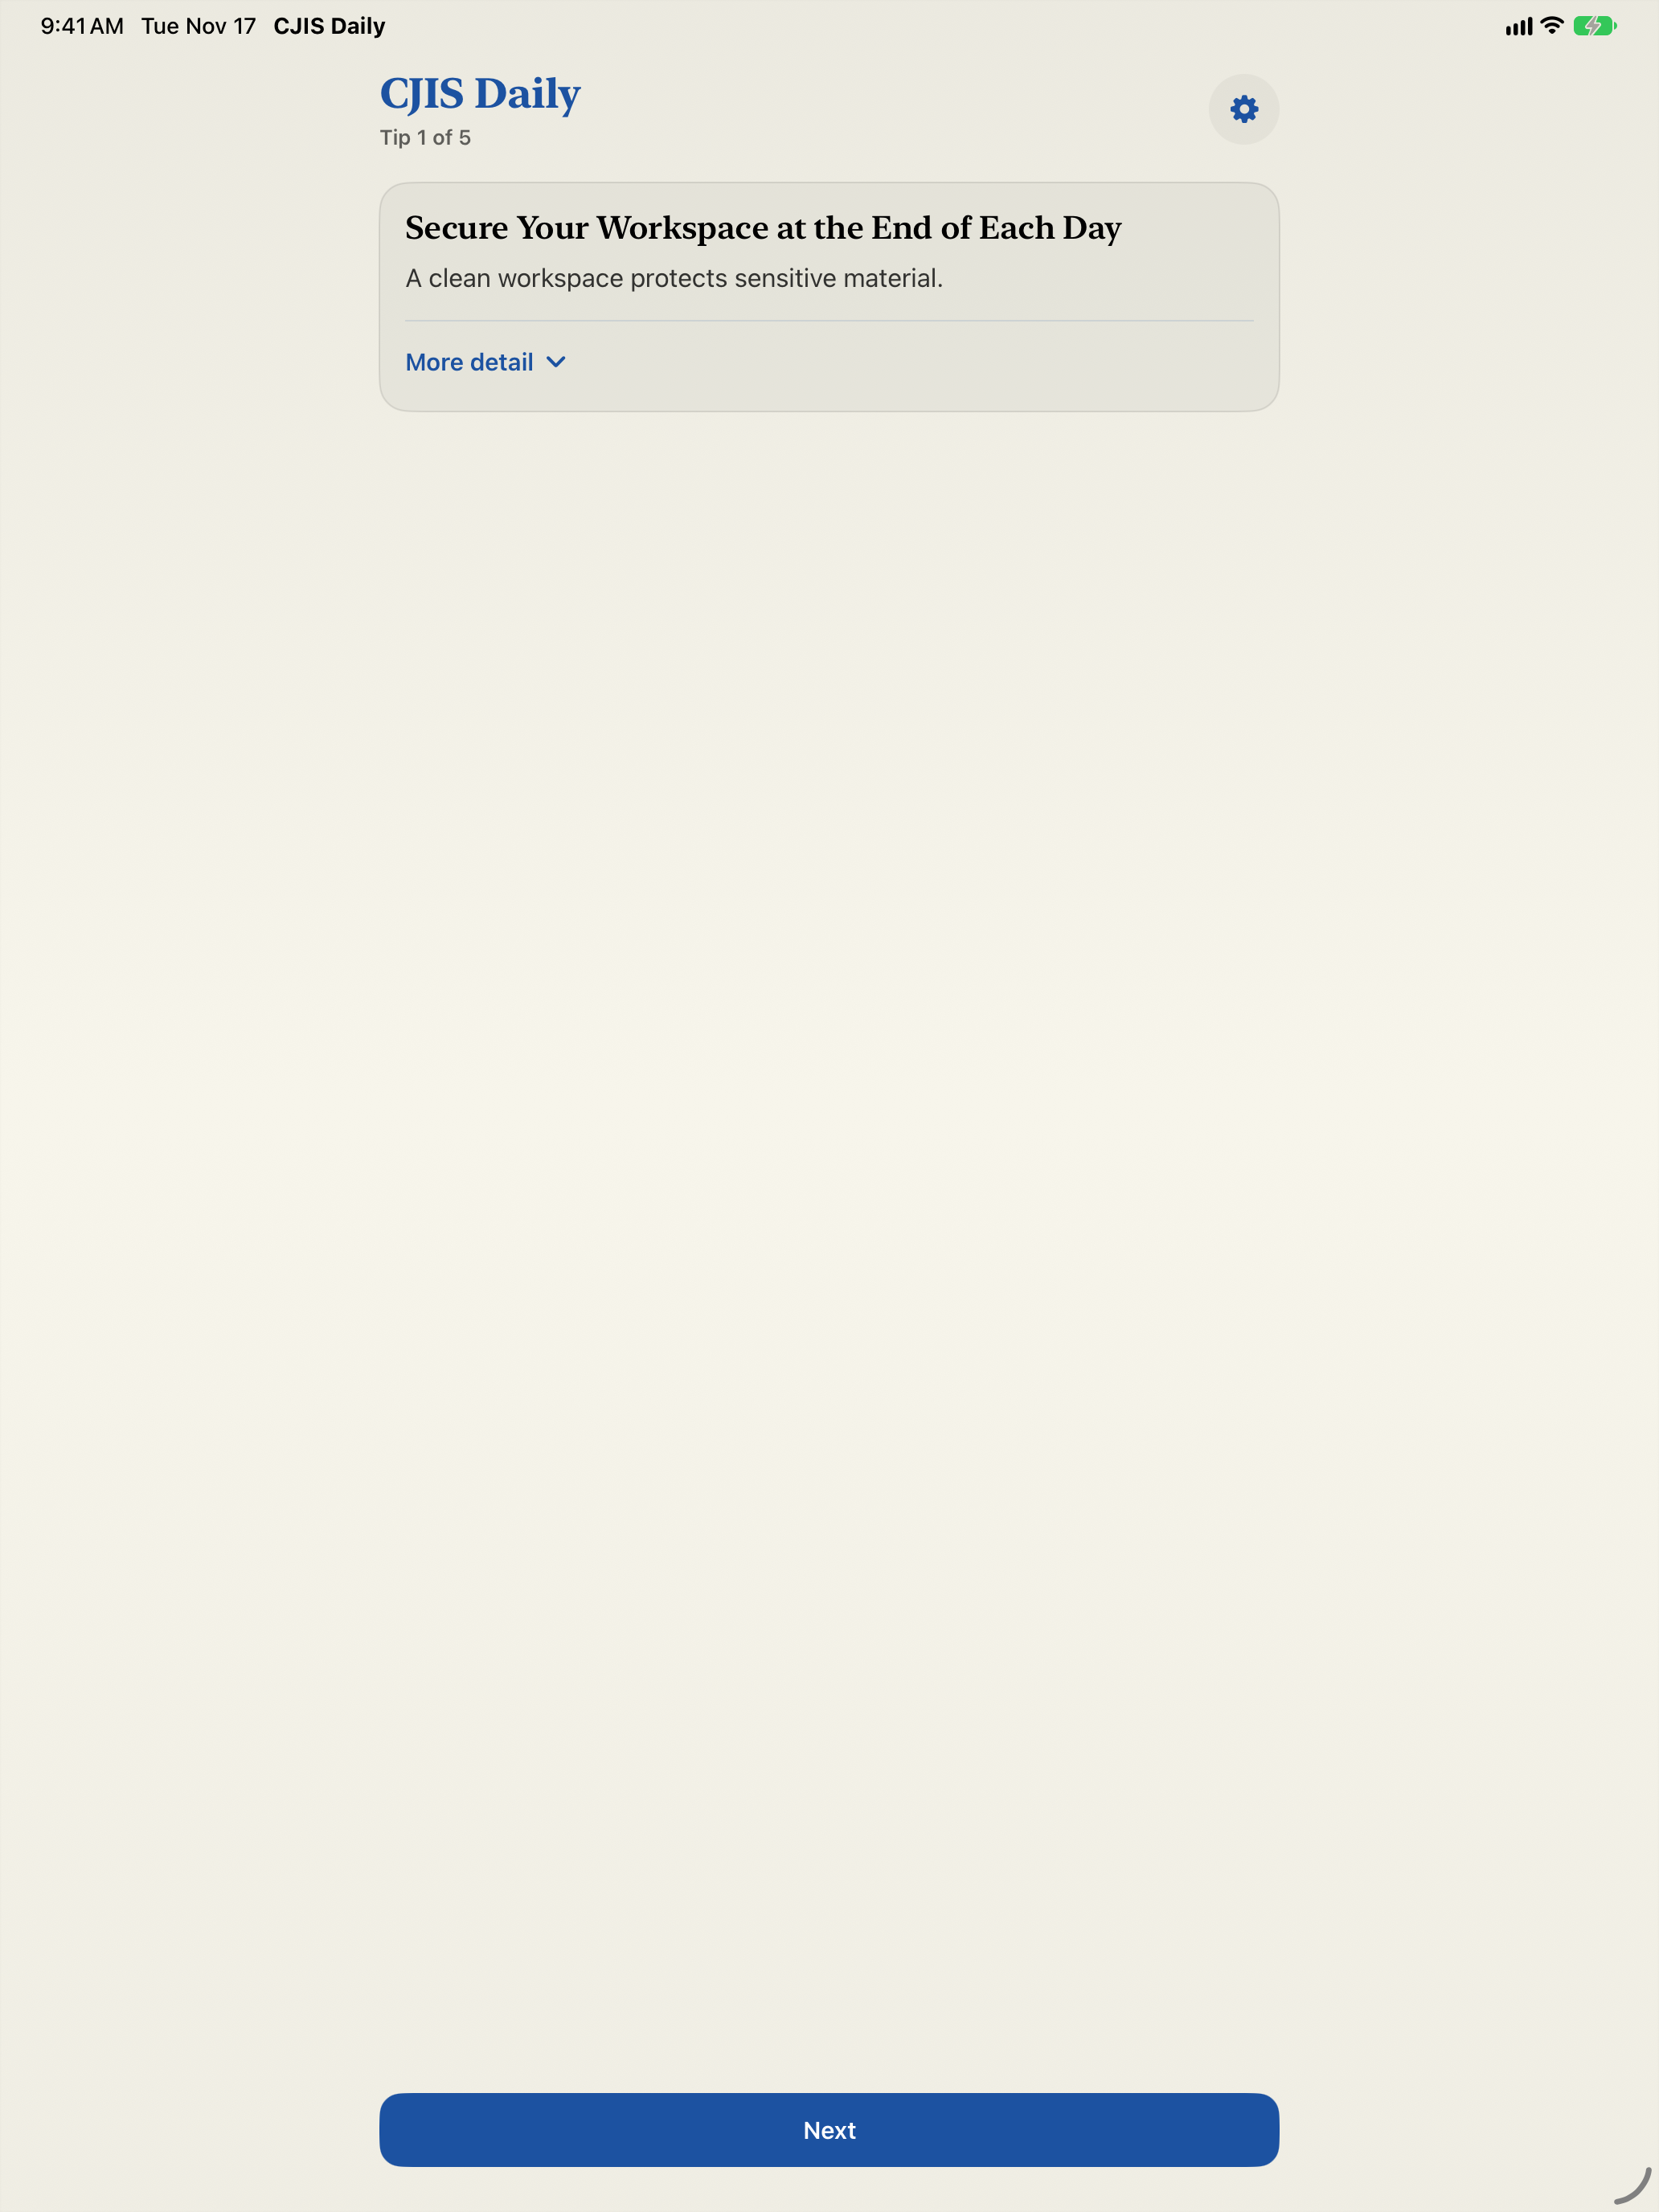 9:41 AM Tue Nov 17 CJIS Daily
CJIS Daily
Tip 1 of 5
Secure Your Workspace at the End of Each Day
A clean workspace protects sensitive material.
More detail
Next